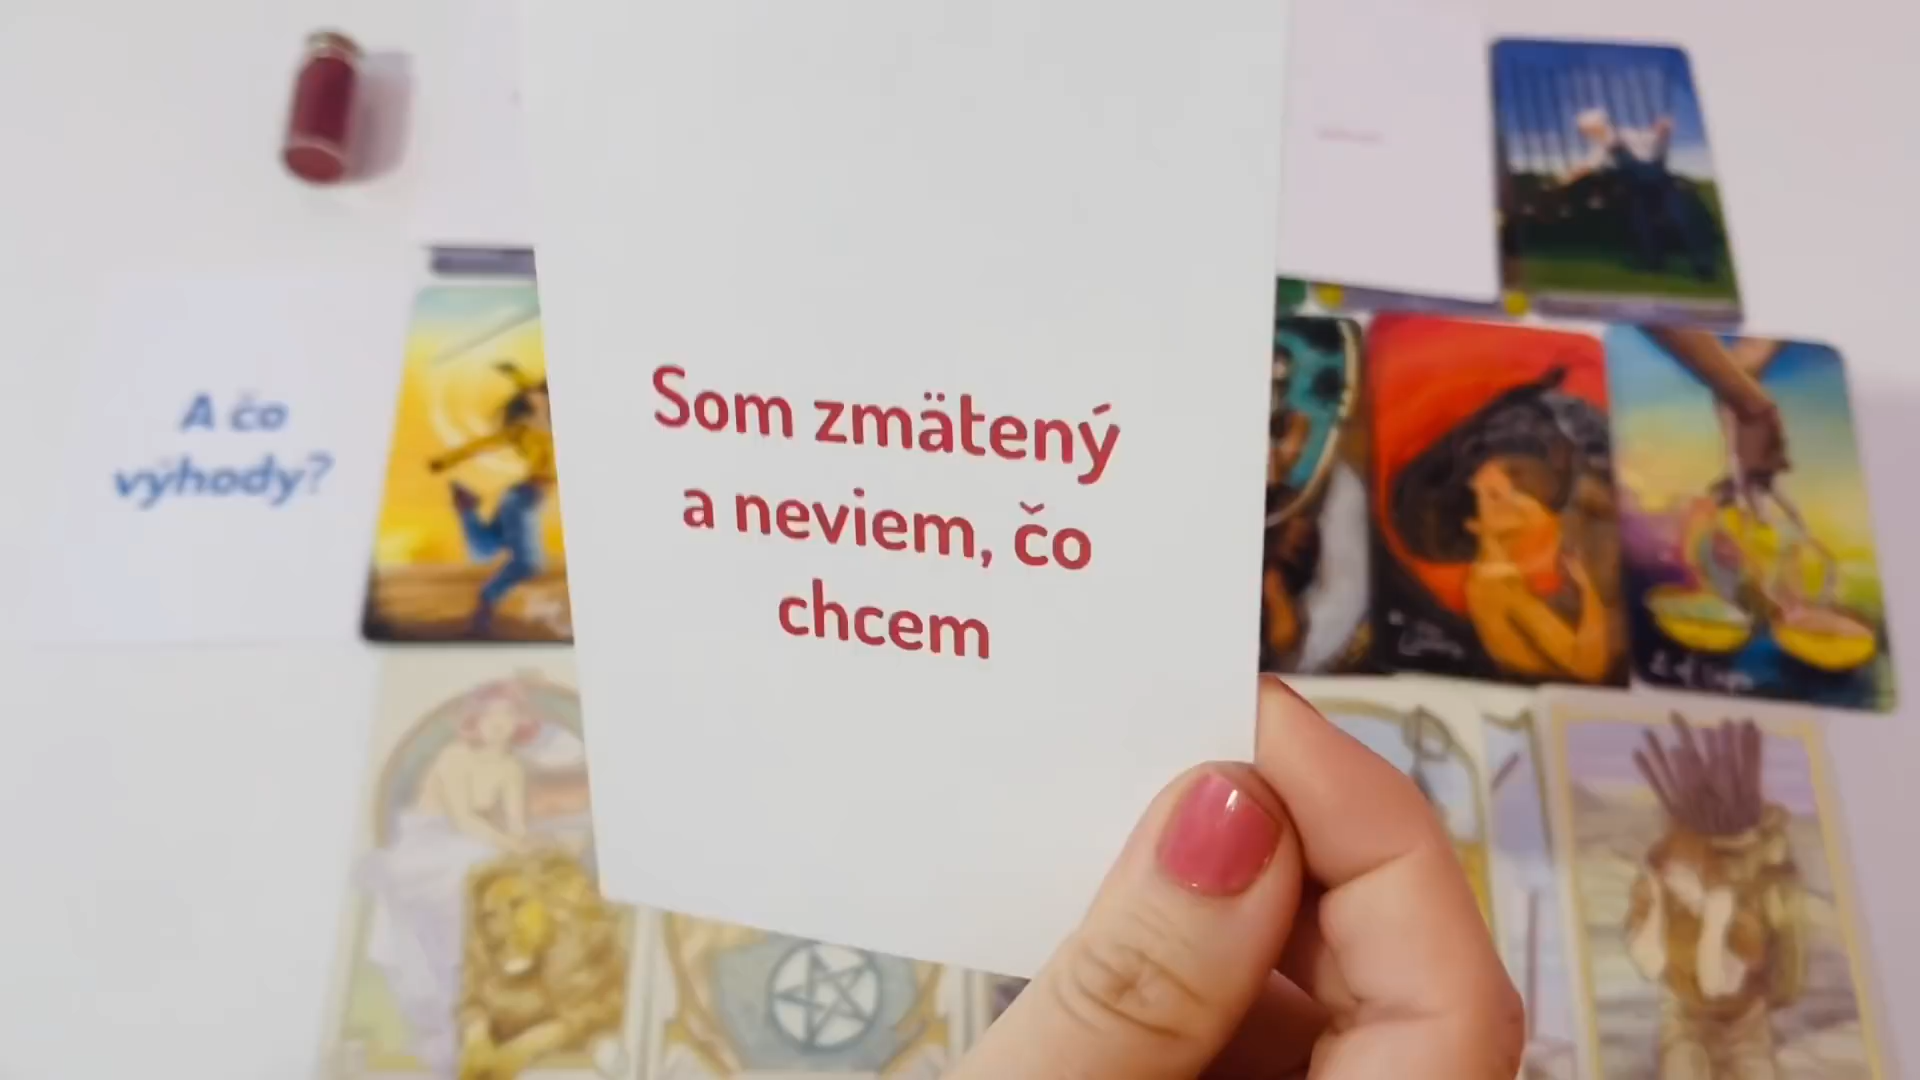 A čo
výhody?
Som zmätený
a neviem, čo
chcem